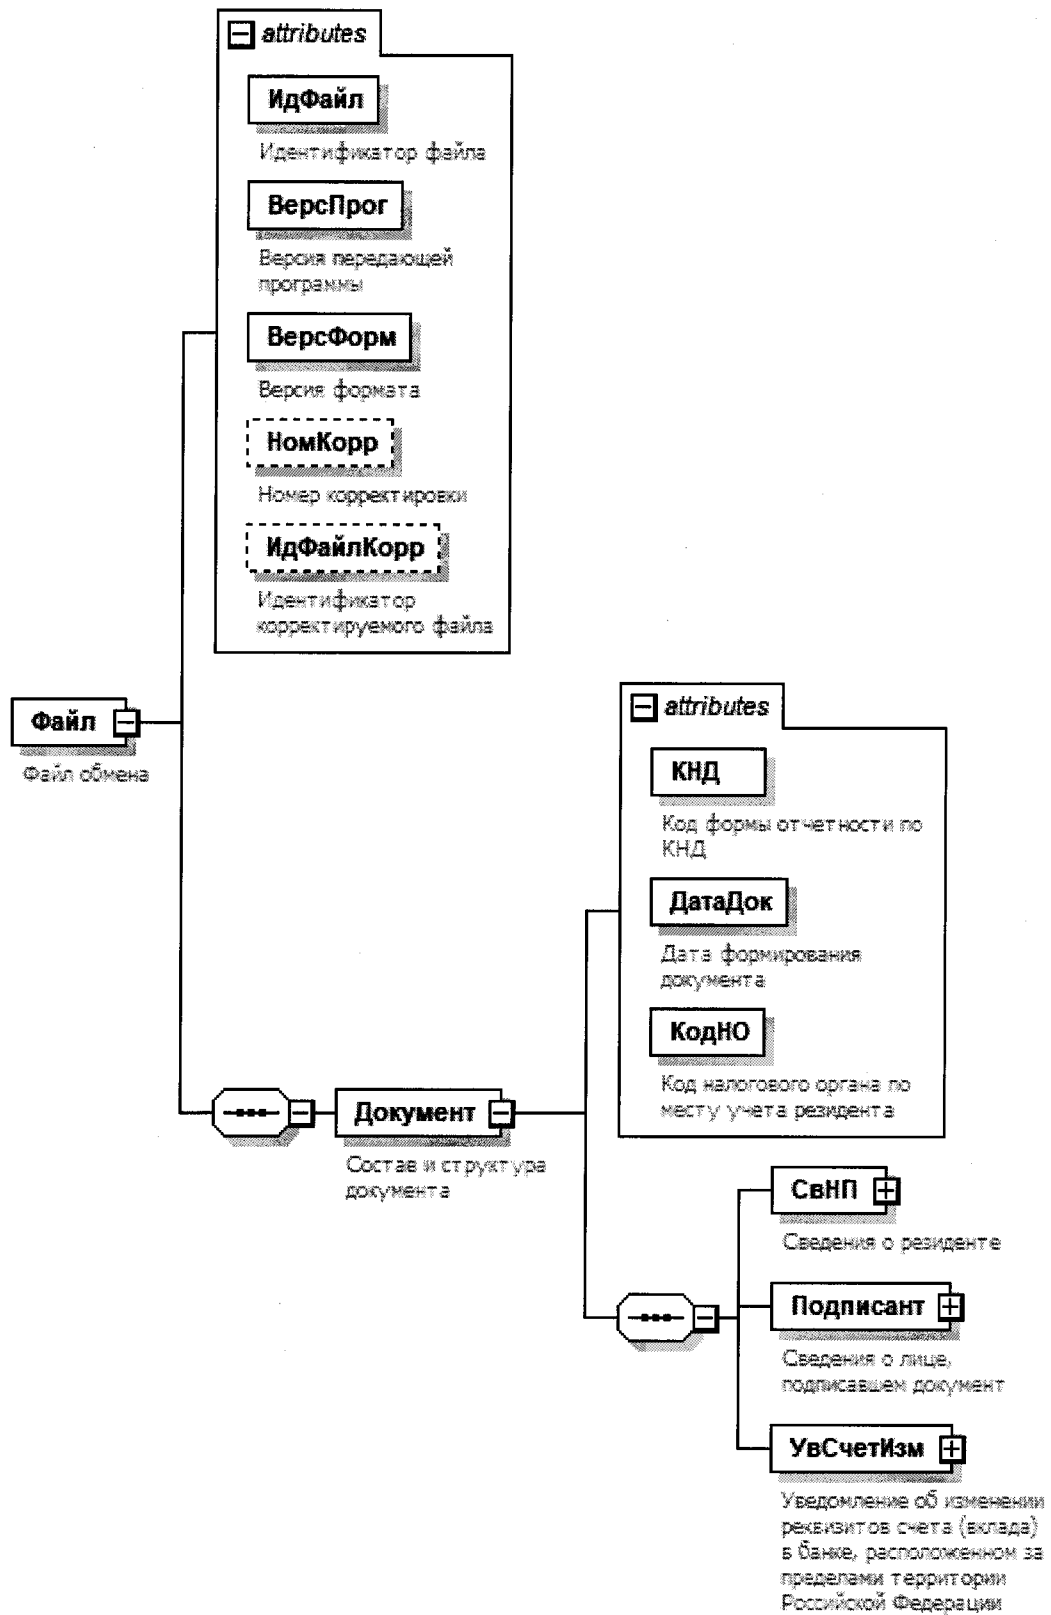 attributes
ИдФайл
Идентификатор файла
ВерсПрог
Версия передающей
программы
ВерсФорм
Версия формата
НомКорр
Номер корректировки
ИдФайлКорр
Идентификатор
корректируемого файла
Файл
Файл обмена
attributes
КНД
Код формы отчетности по
КНД
ДатаДок
Дата формирования
документа
КодНО
Код налогового органа по
месту учета резидента
Документ
Состав и структура
документа
СвНП
Сведения о резиденте
Подписант
Сведения о лице,
подписавшем документ
УвСчетИзм
Уведомление об изменении
реквизитов счета (вклада)
в банке, расположенном за
пределами территории
Российской Федерации